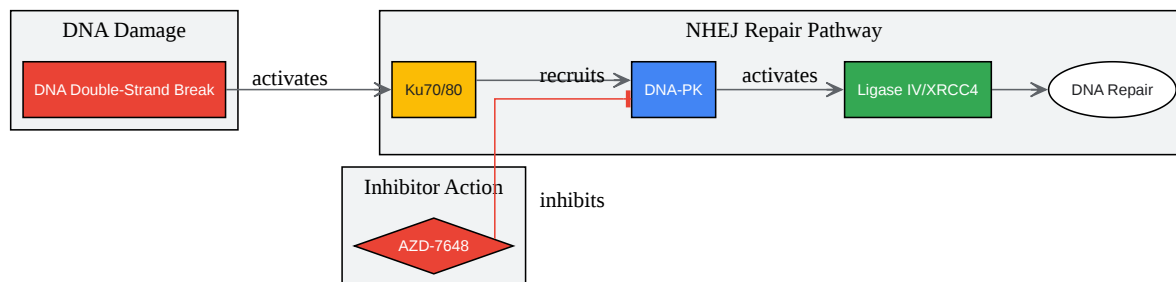 DNA Damage
NHEJ Repair Pathway
DNA Double-Strand Break
activates
Ku70/80
recruits
DNA-PK
activates
Ligase IV/XRCC4
DNA Repair
Inhibitor Action
inhibits
AZD-7648